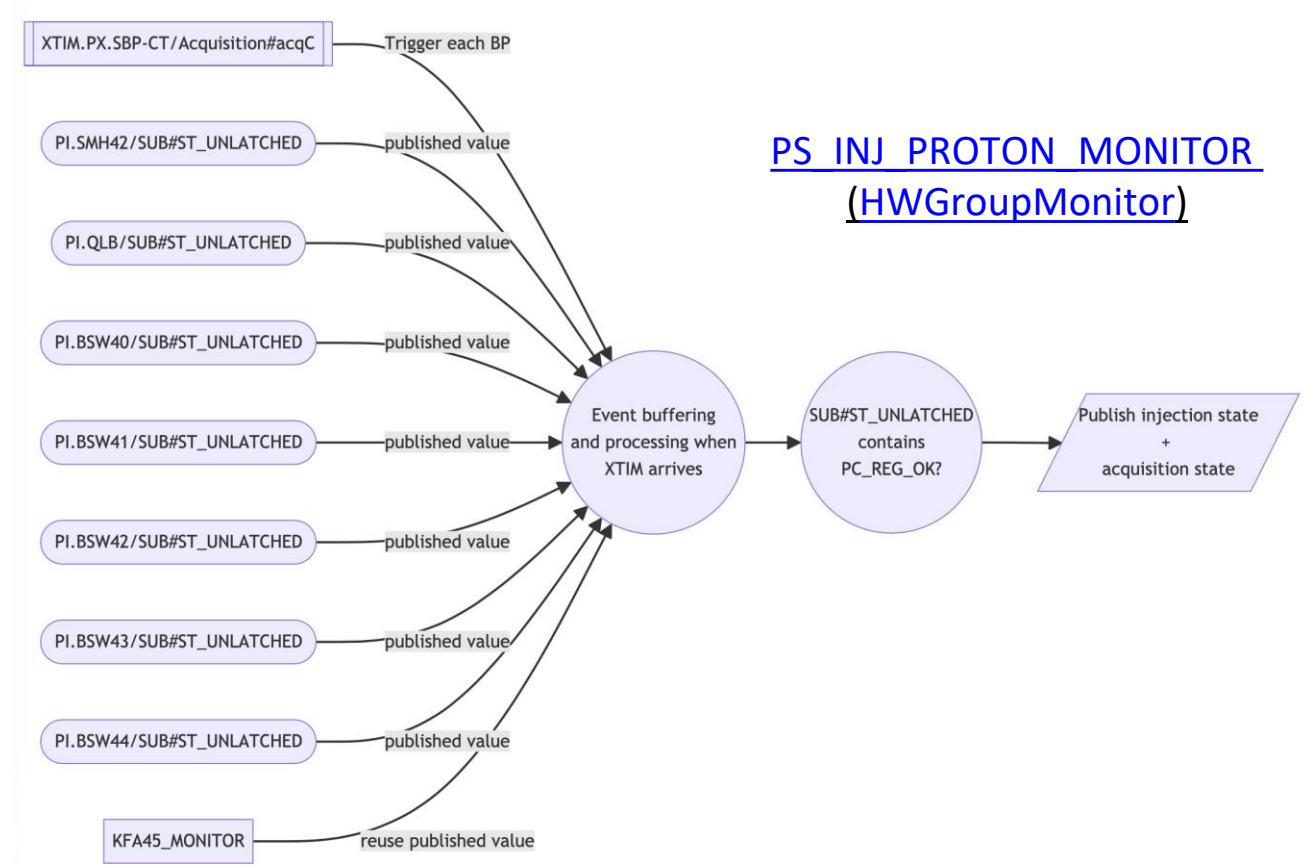 XTIM.PX.SBP-CT/Acquisition#acqC
Trigger each BP
PI.SMH42/SUB#ST_UNLATCHED
published value
PS_INJ_PROTON_MONITOR
(HWGroupMonitor)
PI.QLB/SUB#ST_UNLATCHED
published value
PI.BSW40/SUB#ST_UNLATCHED
published value
PI.BSW41/SUB#ST_UNLATCHED
published value
Event buffering
and processing when
XTIM arrives
SUB#ST_UNLATCHED
contains
PC_REG_OK?
Publish injection state
+
acquisition state
PI.BSW42/SUB#ST_UNLATCHED
published value
PI.BSW43/SUB#ST_UNLATCHED
published value
PI.BSW44/SUB#ST_UNLATCHED
published value
KFA45_MONITOR
reuse published value